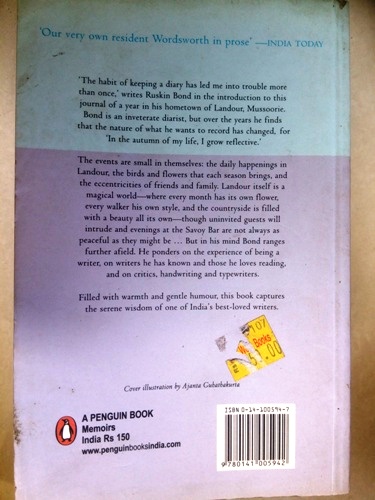 'Our very own resident Wordsworth in prose' —INDIA TODAY
'The habit of keeping a diary has led me into trouble more
than once,' writes Ruskin Bond in the introduction to this
journal of a year in his hometown of Landour, Mussoorie.
Bond is an inveterate diarist, but over the years he finds
that the nature of what he wants to record has changed, for
'In the autumn of my life, I grow reflective.'
The events are small in themselves: the daily happenings in
Landour, the birds and flowers that each season brings, and
the eccentricities of friends and family. Landour itself is a
magical world—where every month has its own flower,
every walker his own style, and the countryside is filled
with a beauty all its own—though uninvited guests will
intrude and evenings at the Savoy Bar are not always as
peaceful as they might be ... But in his mind Bond ranges
further afield. He ponders on the experience of being a
writer, on writers he has known and those he loves reading,
and on critics, handwriting and typewriters.
Filled with warmth and gentle humour, this book captures
the serene wisdom of one of India's best-loved writers.
Books
Cover illustration by Ajanta Guhathakurta
A PENGUIN BOOK
Memoirs
India Rs 150
www.penguinbooksindia.com
ISBN 0-14-100594-7
9 780141 005942